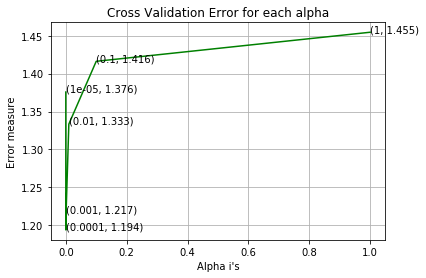 Cross Validation Error for each alpha
Error measure
1.45
1.40
1.35
1.30
1.25
1.20
(1, 1.455)
(0.1, 1.416)
(1e-05, 1.376)
(0.01, 1.333)
(0.001, 1.217)
(0.0001, 1.194)
0.0 0.2 0.4 0.6 0.8 1.0
Alpha i's